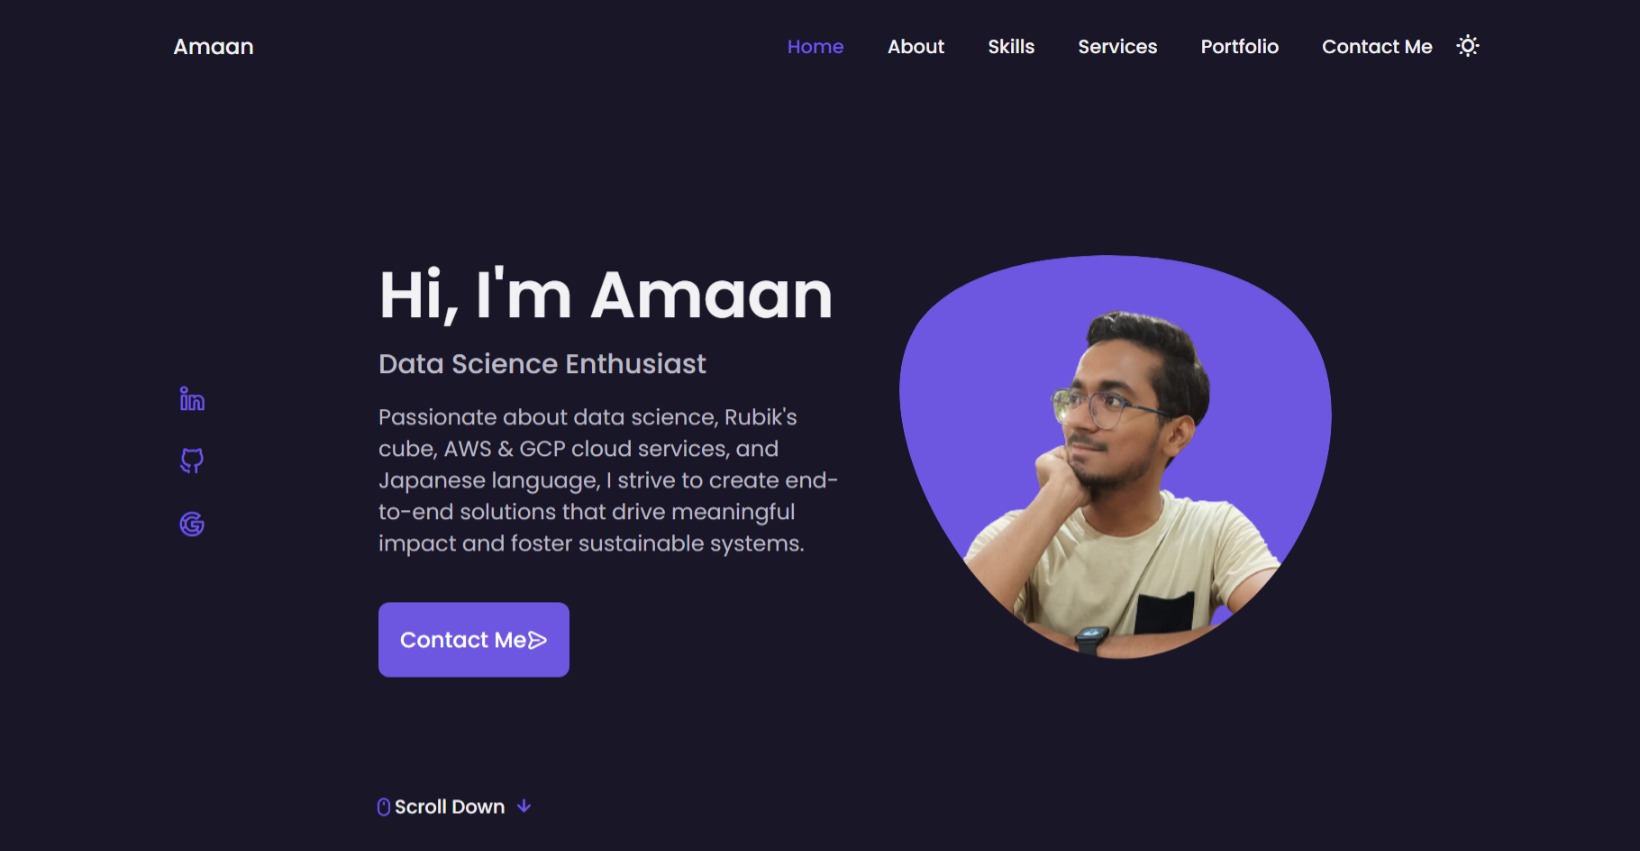 Amaan
Home About Skills Services Portfolio Contact Me
Hi, I'm Amaan
Data Science Enthusiast
Passionate about data science, Rubik's
cube, AWS & GCP cloud services, and
Japanese language, I strive to create end-
to-end solutions that drive meaningful
impact and foster sustainable systems.
Contact Me
Scroll Down